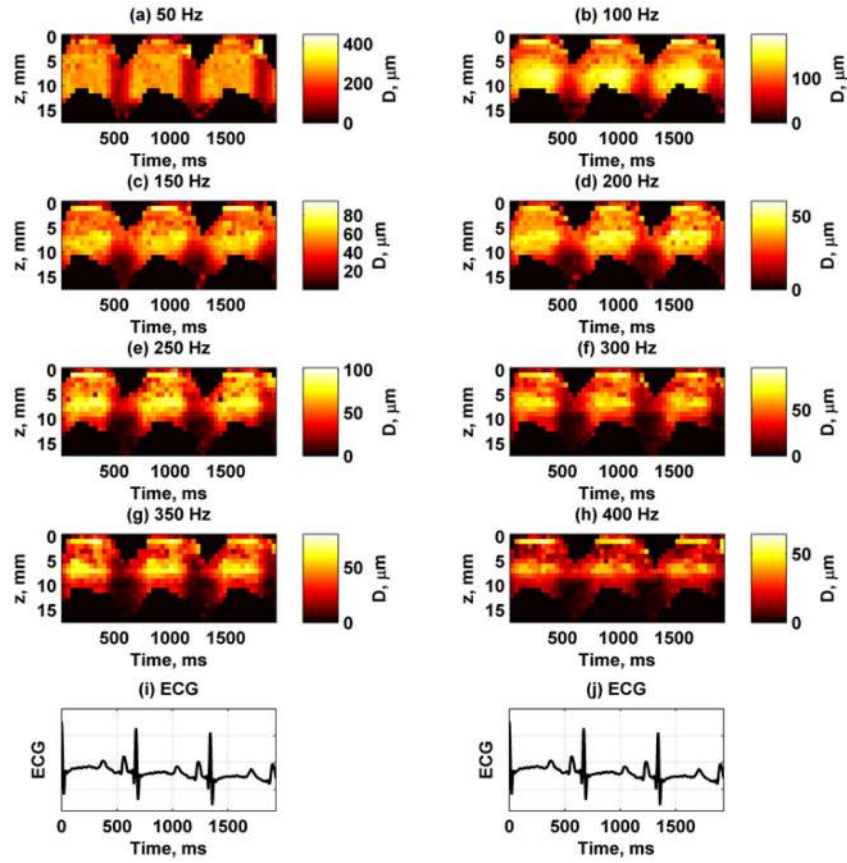 (a) 50 Hz
0
5
10
15
z, mm
500 1000 1500
Time, ms
400
200
0
D, μm
(b) 100 Hz
0
5
10
15
z, mm
500 1000 1500
Time, ms
100
0
D, μm
(c) 150 Hz
0
5
10
15
z, mm
500 1000 1500
Time, ms
80
60
40
20
D, μm
(d) 200 Hz
0
5
10
15
z, mm
500 1000 1500
Time, ms
50
0
D, μm
(e) 250 Hz
0
5
10
15
z, mm
500 1000 1500
Time, ms
100
50
0
D, μm
(f) 300 Hz
0
5
10
15
z, mm
500 1000 1500
Time, ms
50
0
D, μm
(g) 350 Hz
0
5
10
15
z, mm
500 1000 1500
Time, ms
50
0
D, μm
(h) 400 Hz
0
5
10
15
z, mm
500 1000 1500
Time, ms
50
0
D, μm
(i) ECG
ECG
0 500 1000 1500
Time, ms
(j) ECG
ECG
0 500 1000 1500
Time, ms